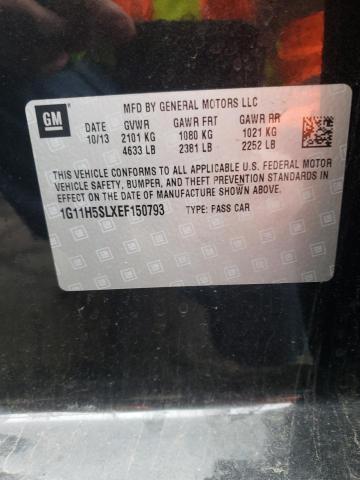 MFD BY GENERAL MOTORS LLC
GM
DATE GVWR GAWR FRT GAWR RR
10/13 2101 KG 1080 KG 1021 KG
4633 LB 2381 LB 2252 LB
THIS VEHICLE CONFORMS TO ALL APPLICABLE U.S. FEDERAL MOTOR
VEHICLE SAFETY, BUMPER, AND THEFT PREVENTION STANDARDS IN
EFFECT ON THE DATE OF MANUFACTURE SHOWN ABOVE.
1G11H5SLXEF150793 TYPE: PASS CAR